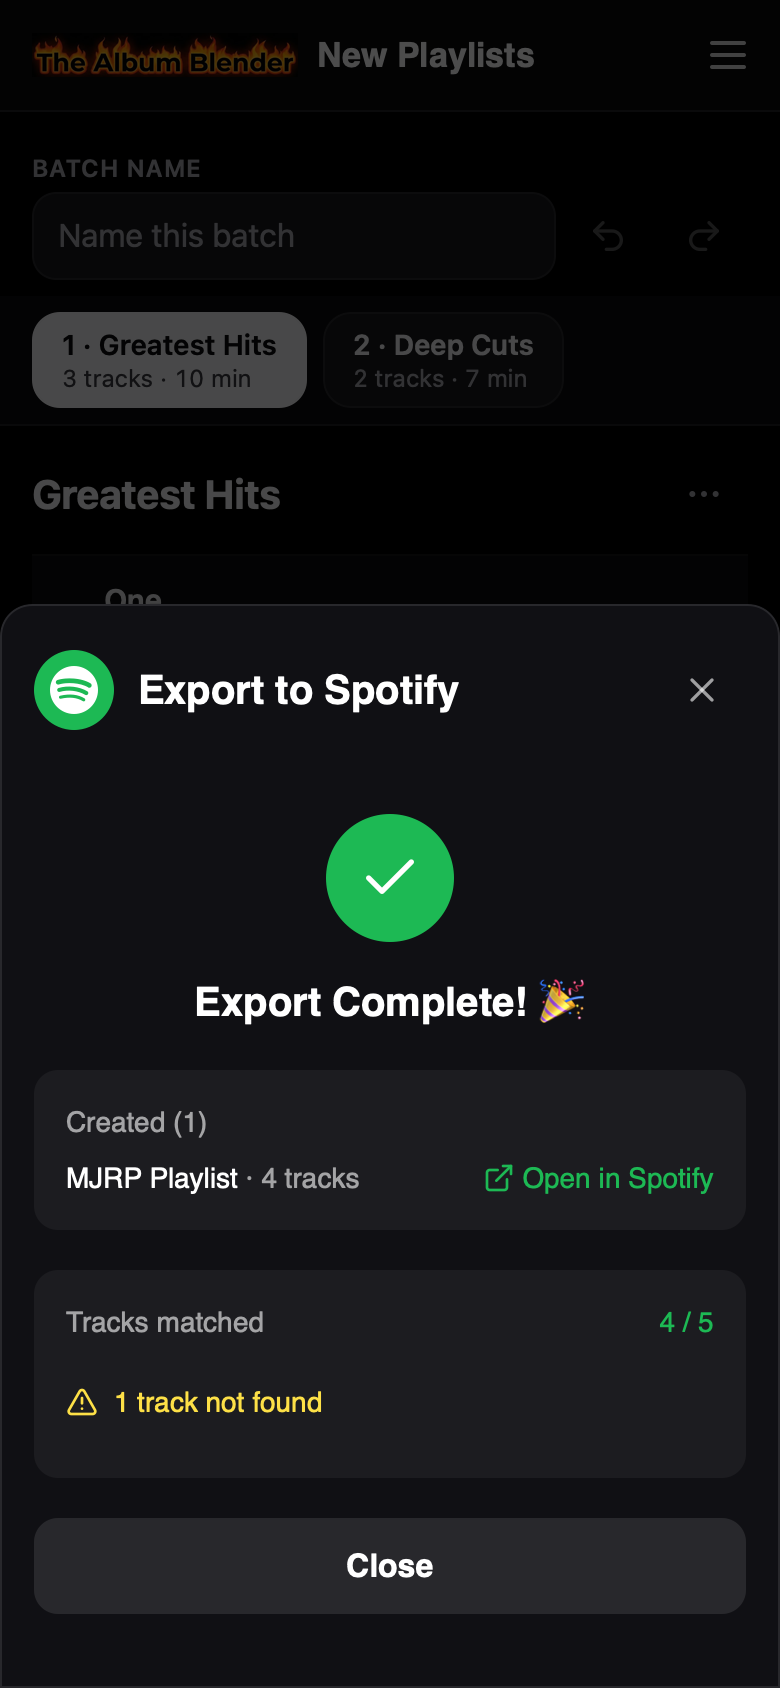 The Album Blender New Playlists
BATCH NAME
Name this batch
1 · Greatest Hits
3 tracks · 10 min
2 · Deep Cuts
2 tracks · 7 min
Greatest Hits
One
Export to Spotify
Export Complete! 🎉
Created (1)
MJRP Playlist · 4 tracks
Open in Spotify
Tracks matched
4 / 5
1 track not found
Close